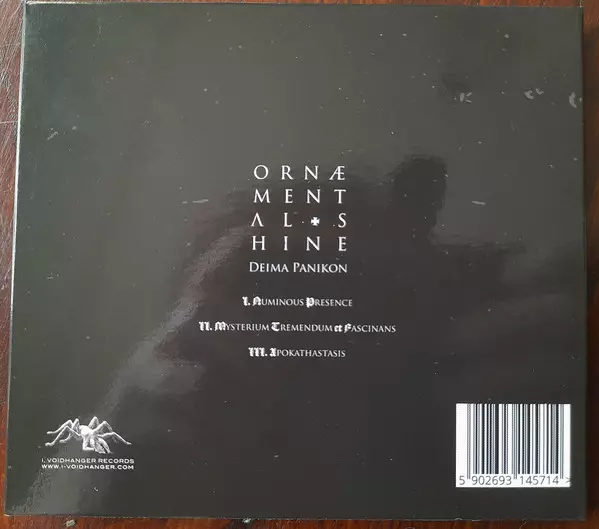 ORNÆ
MENT
ΛL✠S
HINE
DEIMA PANIKON
I. NUMINOUS PRESENCE
II. MYSTERIUM TREMENDUM et FASCINANS
III. APOKATHASTASIS
I, VOIDHANGER RECORDS
WWW.I-VOIDHANGER.COM
5 902693 145714 >